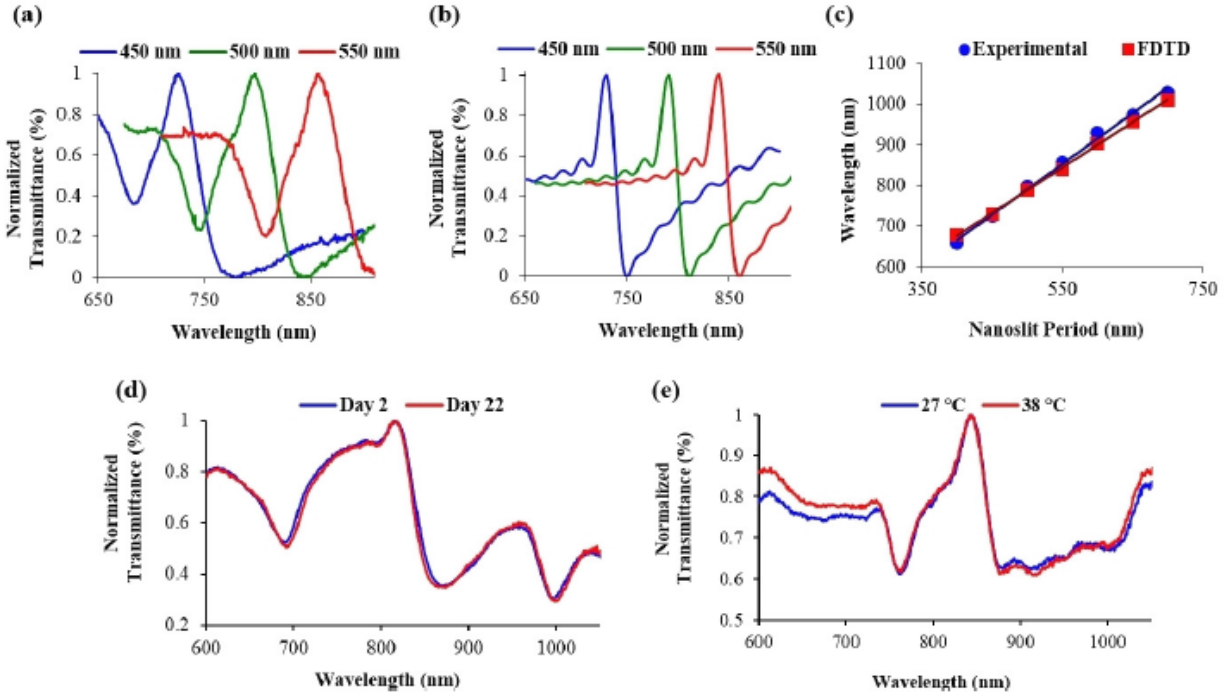 (a)
450 nm 500 nm 550 nm
Normalized
Transmittance (%)
1
0.8
0.6
0.4
0.2
0
650 750 850
Wavelength (nm)
(b)
450 nm 500 nm 550 nm
Normalized
Transmittance (%)
1
0.8
0.6
0.4
0.2
0
650 750 850
Wavelength (nm)
(c)
Experimental FDTD
Wavelength (nm)
1100
1000
900
800
700
600
350 550 750
Nanoslit Period (nm)
(d)
Day 2 Day 22
Normalized
Transmittance (%)
1
0.8
0.6
0.4
0.2
600 700 800 900 1000
Wavelength (nm)
(e)
27 °C 38 °C
Normalized
Transmittance (%)
1
0.9
0.8
0.7
0.6
0.5
600 700 800 900 1000
Wavelength (nm)